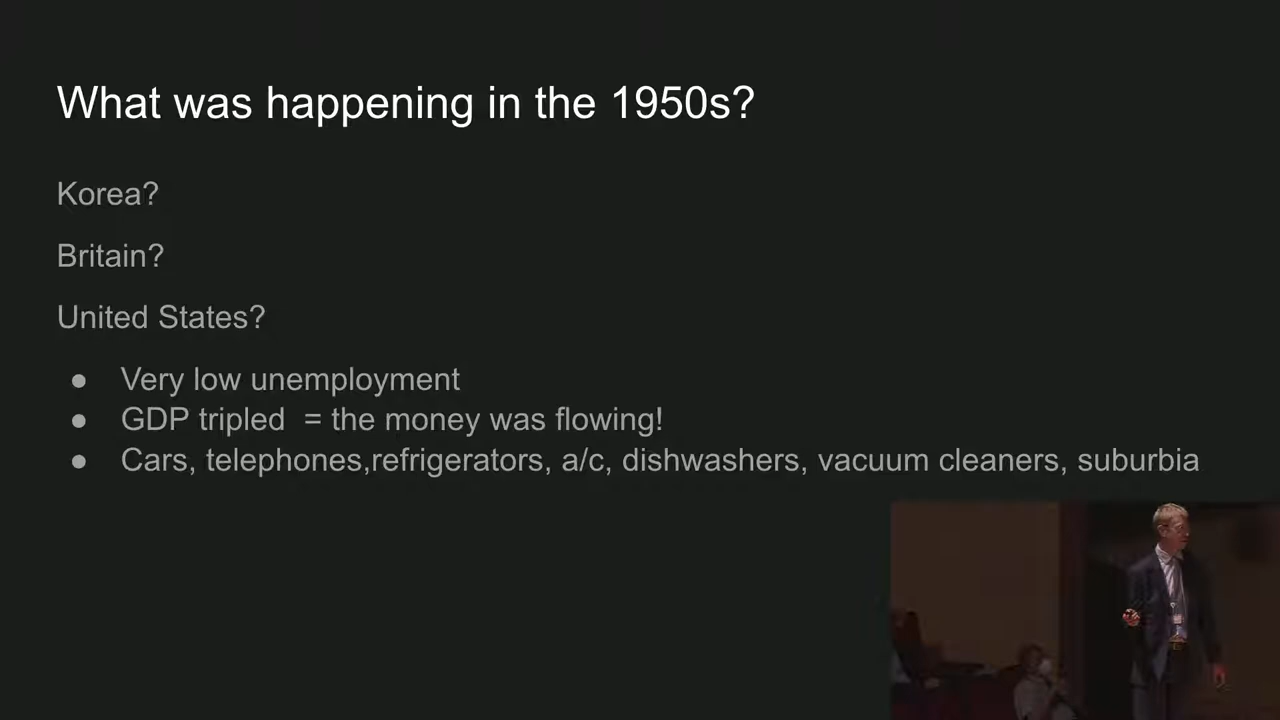 What was happening in the 1950s?
Korea?
Britain?
United States?
● Very low unemployment
● GDP tripled  = the money was flowing!
● Cars, telephones,refrigerators, a/c, dishwashers, vacuum cleaners, suburbia